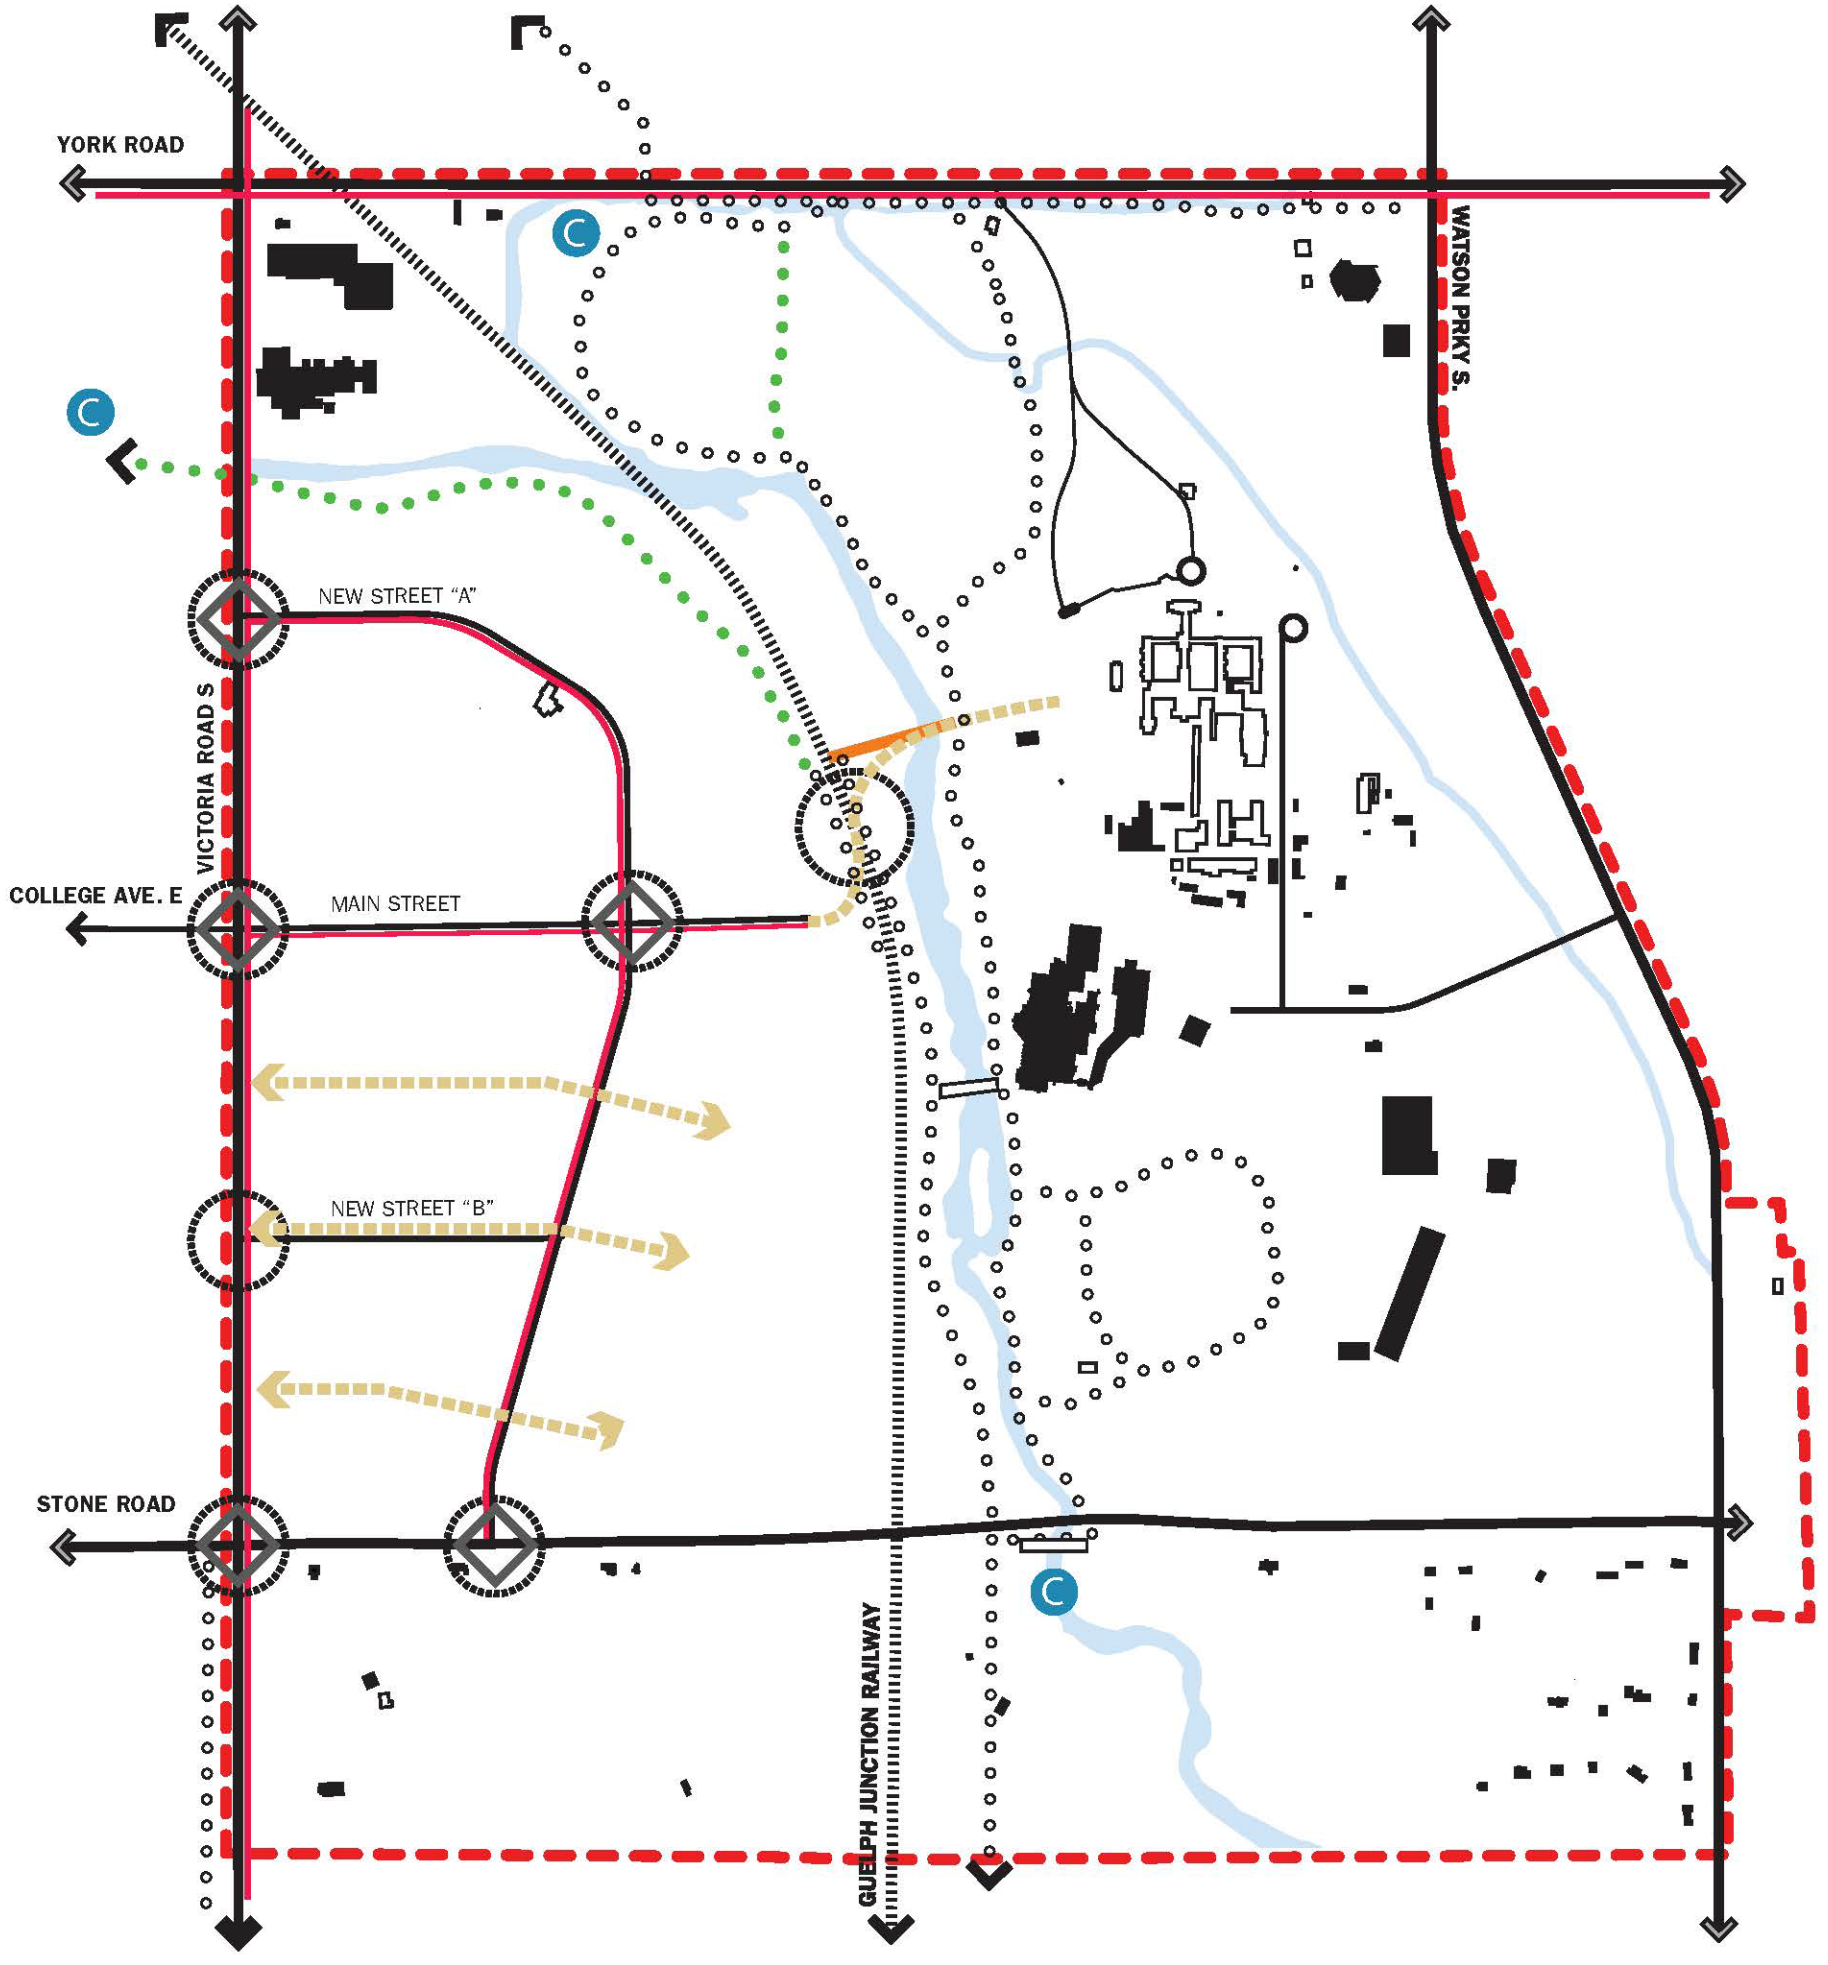 YORK ROAD
C
WATSON PRKY S.
C
NEW STREET "A"
VICTORIA ROAD S
COLLEGE AVE. E
MAIN STREET
NEW STREET "B"
STONE ROAD
C
GUELPH JUNCTION RAILWAY